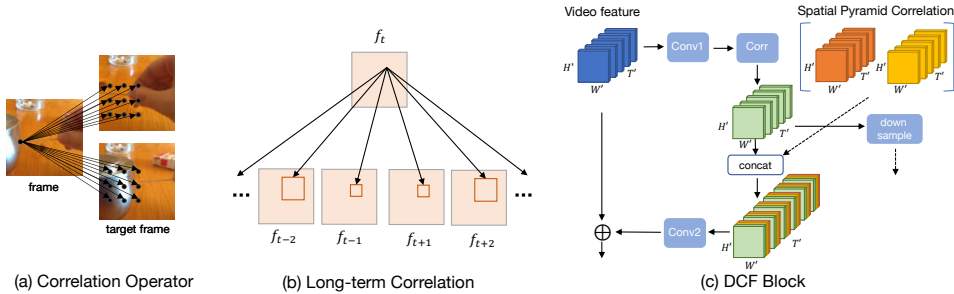 frame
target frame
(a) Correlation Operator
f_t
... ...
f_{t-2} f_{t-1} f_{t+1} f_{t+2}
(b) Long-term Correlation
Video feature
Spatial Pyramid Correlation
H' W' T'
Conv1
Corr
H' W' T'
H' W' T'
H' W' T'
down
sample
concat
Conv2
H' W' T'
(c) DCF Block